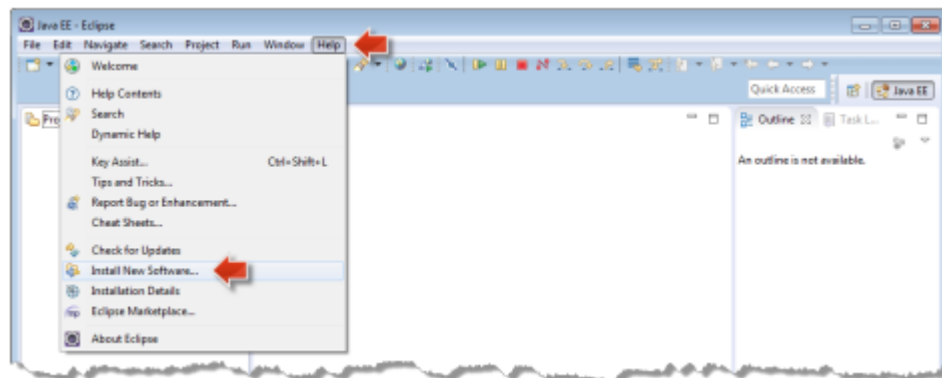 Java EE - Eclipse
File Edit Navigate Search Project Run Window Help
Welcome
Quick Access
Java EE
Help Contents
Search
Dynamic Help
Key Assist... Ctrl+Shift+L
Tips and Tricks...
Report Bug or Enhancement...
Cheat Sheets...
Check for Updates
Install New Software...
Installation Details
Eclipse Marketplace...
About Eclipse
Pro
Outline Task L...
An outline is not available.